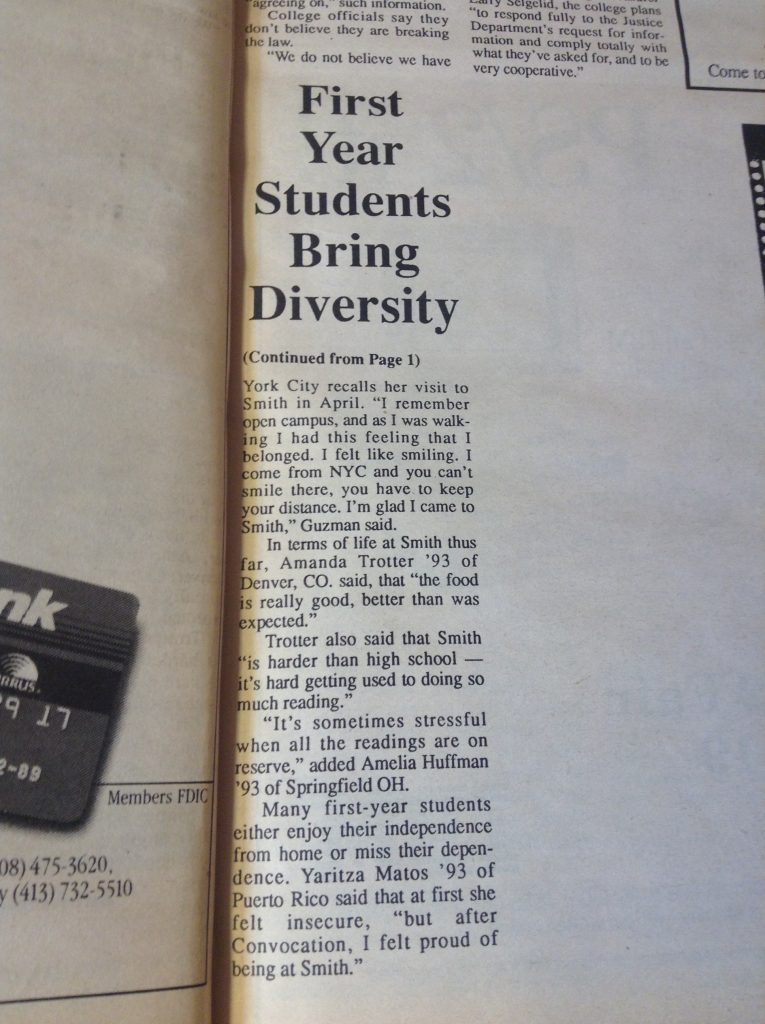 "agreeing on," such information.
College officials say they
don't believe they are breaking
the law.
"We do not believe we have
Larry Selgelid, the college plans
"to respond fully to the Justice
Department's request for infor-
mation and comply totally with
what they've asked for, and to be
very cooperative."
Come to
First
Year
Students
Bring
Diversity
(Continued from Page 1)
York City recalls her visit to
Smith in April. "I remember
open campus, and as I was walk-
ing I had this feeling that I
belonged. I felt like smiling. I
come from NYC and you can't
smile there, you have to keep
your distance. I'm glad I came to
Smith," Guzman said.
In terms of life at Smith thus
far, Amanda Trotter '93 of
Denver, CO. said, that "the food
is really good, better than was
expected."
Trotter also said that Smith
"is harder than high school —
it's hard getting used to doing so
much reading."
"It's sometimes stressful
when all the readings are on
reserve," added Amelia Huffman
'93 of Springfield OH.
Many first-year students
either enjoy their independence
from home or miss their depen-
dence. Yaritza Matos '93 of
Puerto Rico said that at first she
felt insecure, "but after
Convocation, I felt proud of
being at Smith."
nk
RRUS.
9 17
2-89
Members FDIC
08) 475-3620,
y (413) 732-5510